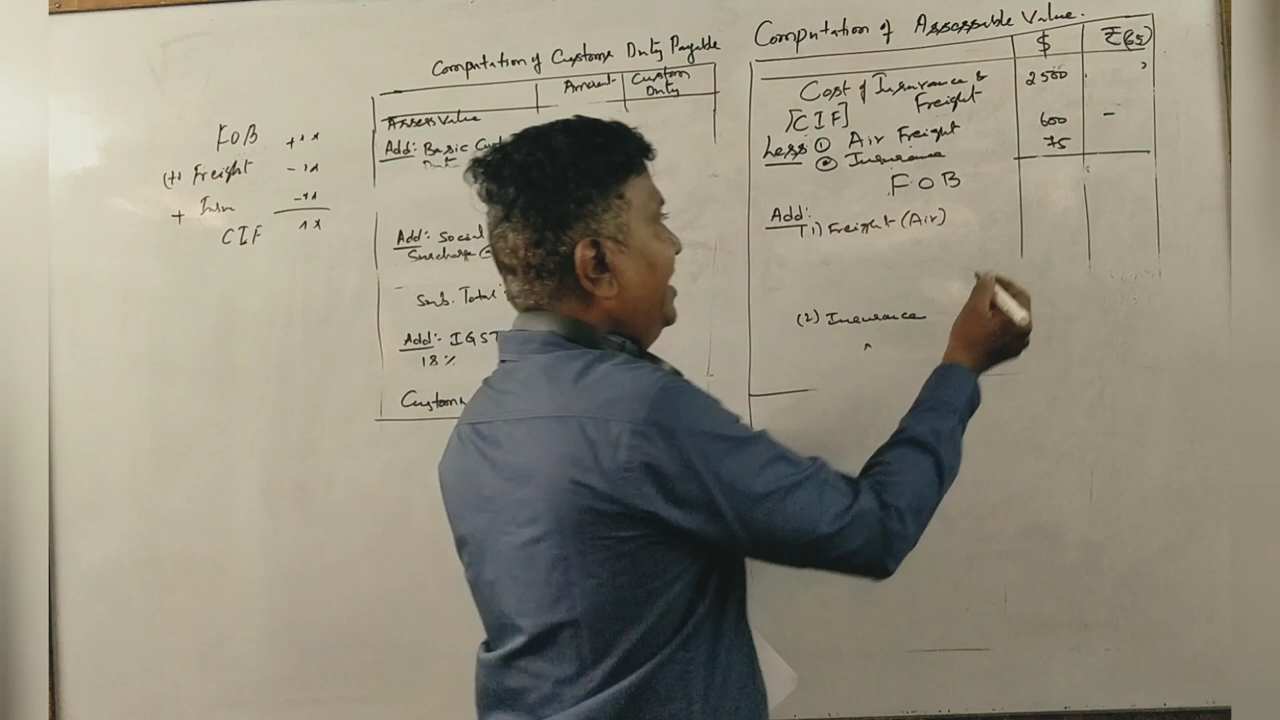 FOB + x x
(+) Freight - x x
+ Insu - x x
CIF x x
Computation of Customs Duty Payable
Amount Custom Duty
Assess Value
Add: Basic Cus
Add: Social
Surcharge @
Sub. Total
Add: IGST
18%
Custom
Computation of Assessable Value.
$ ₹(65)
Cost of Insurance & Freight 2500
[CIF]
Less ① Air Freight 600 -
② Insurance 75
FOB
Add:
(1) Freight (Air)
(2) Insurance